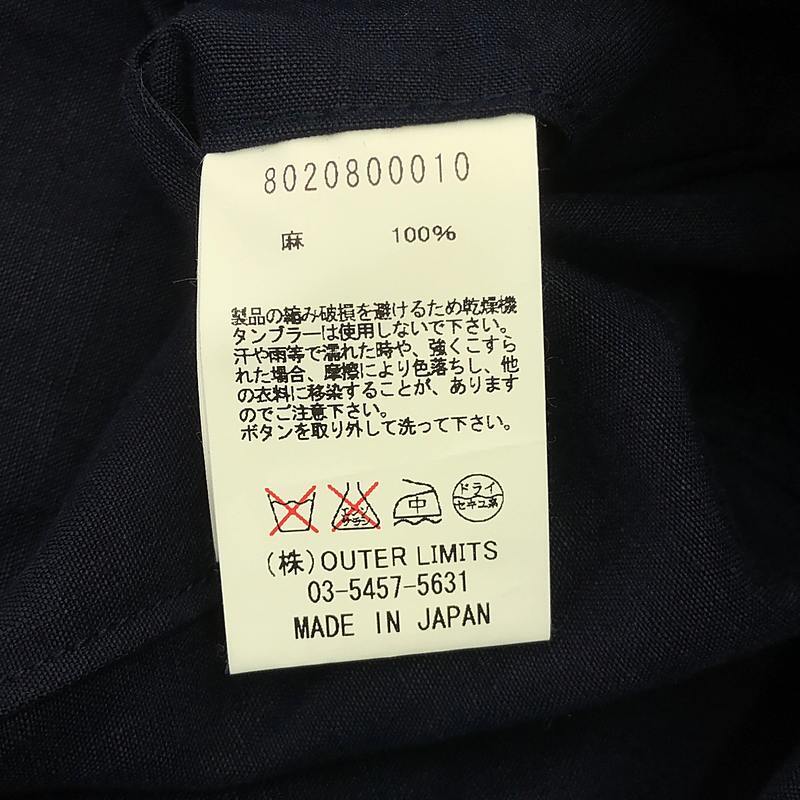 8020800010
麻 100%
製品の縮み破損を避けるため乾燥機
タンブラーは使用しないで下さい。
汗や雨等で濡れた時や、強くこすら
れた場合、摩擦により色落ちし、他
の衣料に移染することが、あります
のでご注意下さい。
ボタンを取り外して洗って下さい。
エンソ サラシ 中 ドライ セキユ系
(株)OUTER LIMITS
03-5457-5631
MADE IN JAPAN